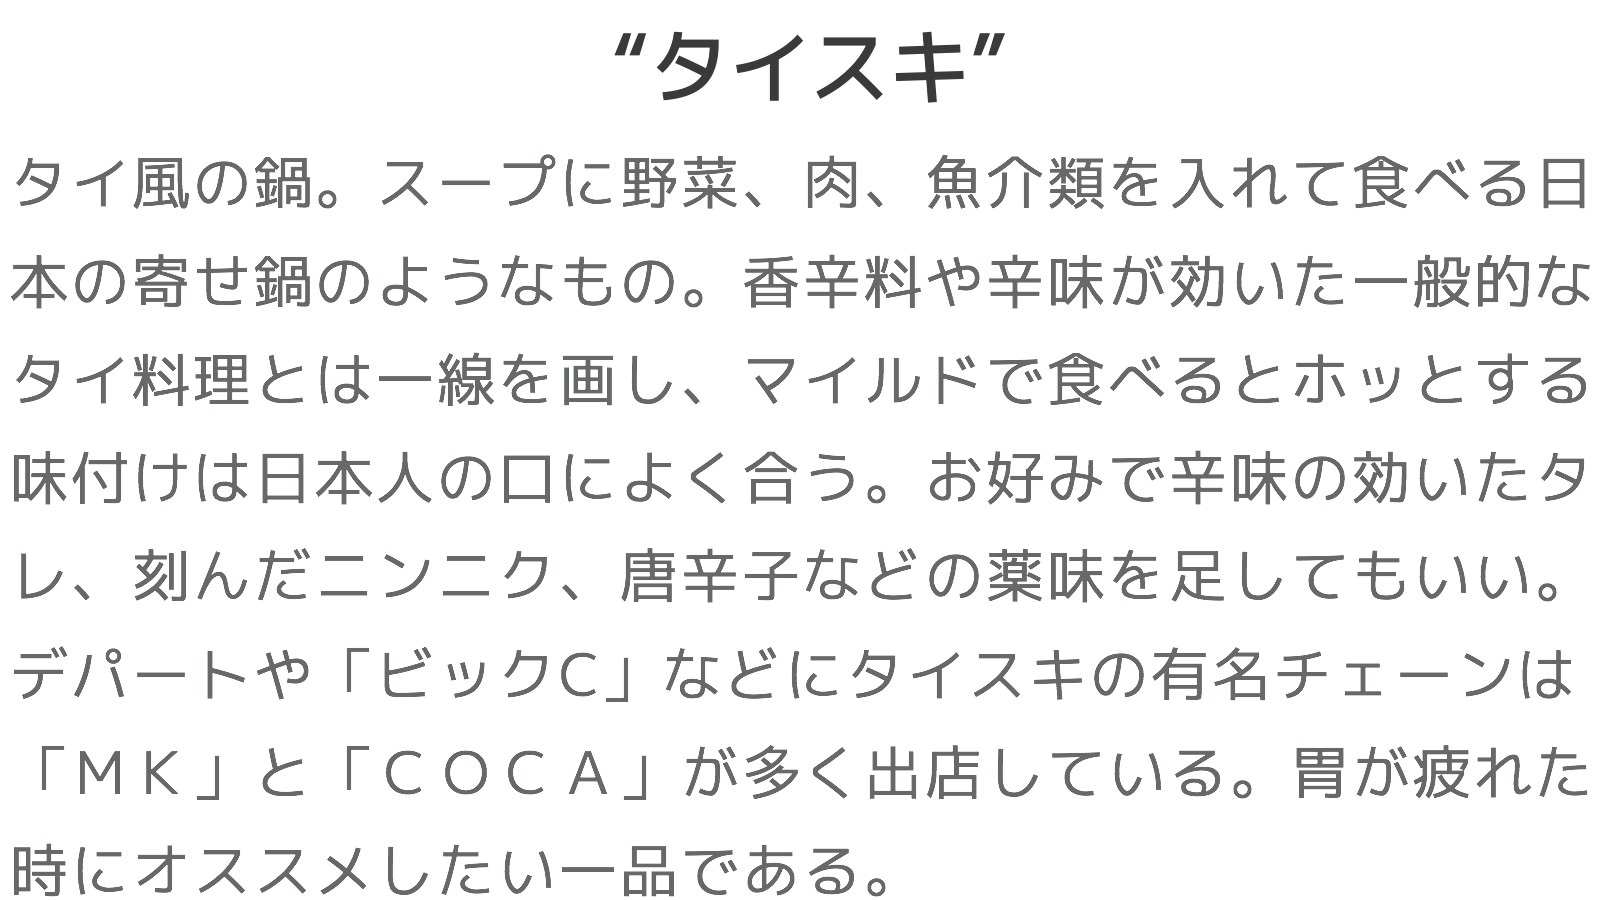 “タイスキ”
タイ風の鍋。スープに野菜、肉、魚介類を入れて食べる日
本の寄せ鍋のようなもの。香辛料や辛味が効いた一般的な
タイ料理とは一線を画し、マイルドで食べるとホッとする
味付けは日本人の口によく合う。お好みで辛味の効いたタ
レ、刻んだニンニク、唐辛子などの薬味を足してもいい。
デパートや「ビックC」などにタイスキの有名チェーンは
「ＭＫ」と「ＣＯＣＡ」が多く出店している。胃が疲れた
時にオススメしたい一品である。